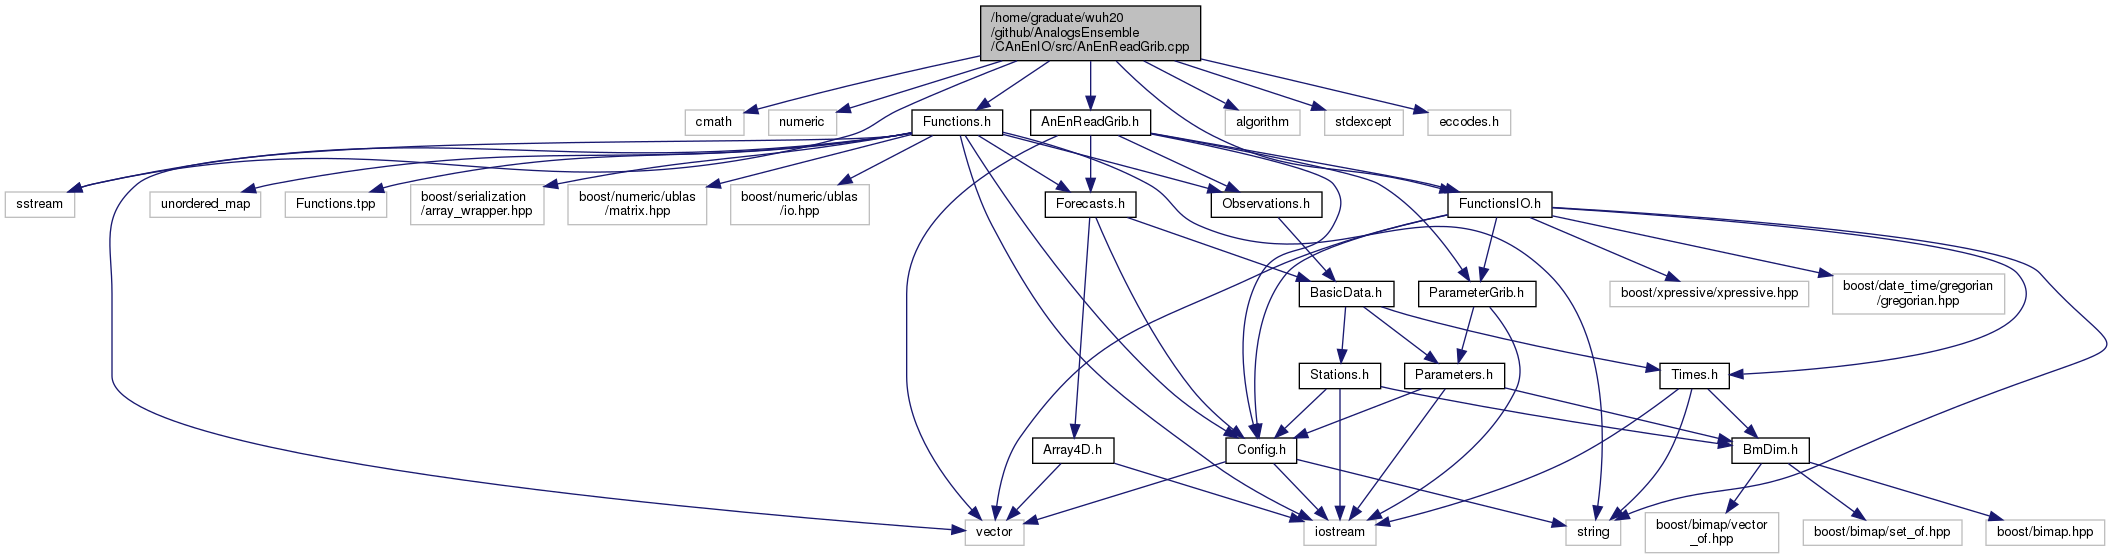 /home/graduate/wuh20
/github/AnalogsEnsemble
/CAnEnIO/src/AnEnReadGrib.cpp
cmath
numeric
Functions.h
AnEnReadGrib.h
algorithm
stdexcept
eccodes.h
sstream
unordered_map
Functions.tpp
boost/serialization
/array_wrapper.hpp
boost/numeric/ublas
/matrix.hpp
boost/numeric/ublas
/io.hpp
Forecasts.h
Observations.h
FunctionsIO.h
BasicData.h
ParameterGrib.h
boost/xpressive/xpressive.hpp
boost/date_time/gregorian
/gregorian.hpp
Stations.h
Parameters.h
Times.h
Array4D.h
Config.h
BmDim.h
vector
iostream
string
boost/bimap/vector
_of.hpp
boost/bimap/set_of.hpp
boost/bimap.hpp